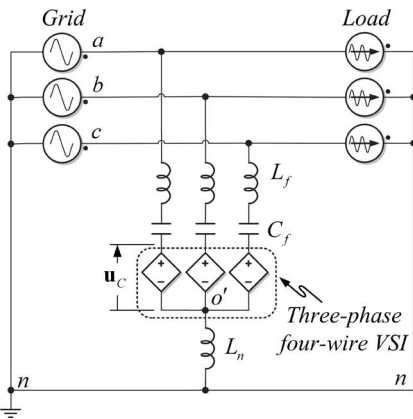 Grid
Load
a
b
c
L_f
C_f
u_C
o'
Three-phase
four-wire VSI
L_n
n
n